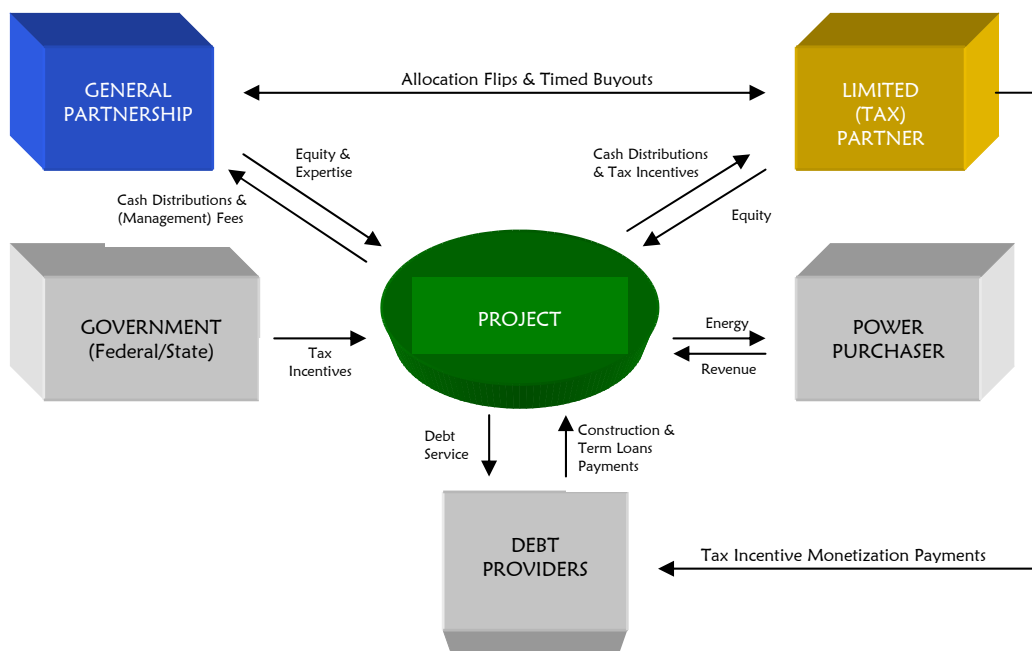 GENERAL
PARTNERSHIP
Allocation Flips & Timed Buyouts
LIMITED
(TAX)
PARTNER
Equity &
Expertise
Cash Distributions &
(Management) Fees
Cash Distributions
& Tax Incentives
Equity
GOVERNMENT
(Federal/State)
Tax
Incentives
PROJECT
Energy
Revenue
POWER
PURCHASER
Debt
Service
Construction &
Term Loans
Payments
DEBT
PROVIDERS
Tax Incentive Monetization Payments